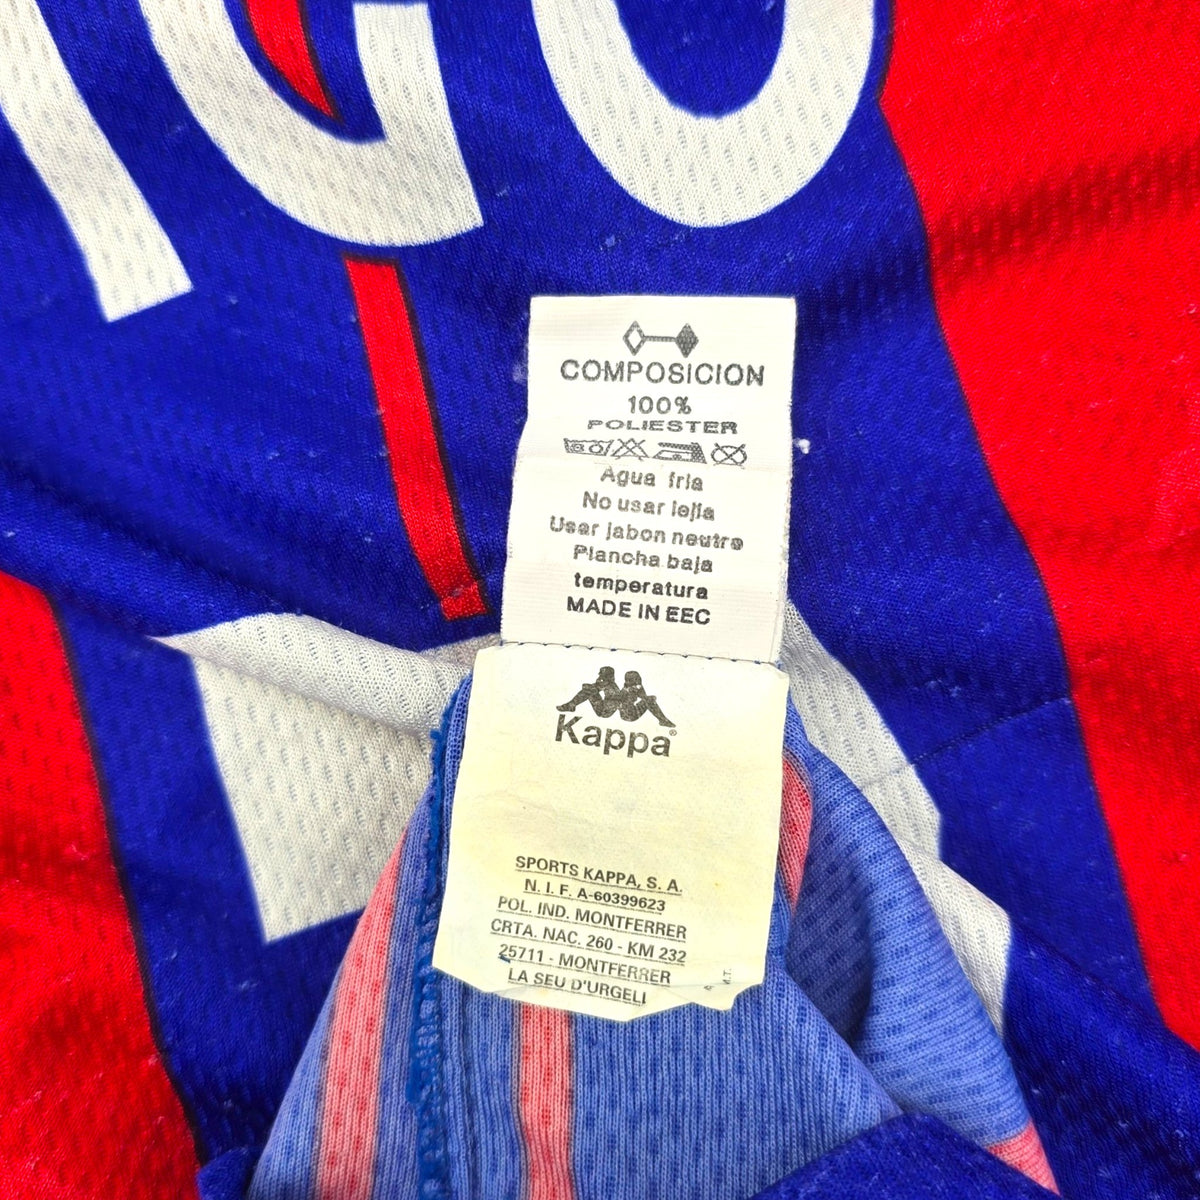 IGO
COMPOSICION
100%
POLIESTER
Agua fria
No usar lejia
Usar jabon neutro
Plancha baja
temperatura
MADE IN EEC
Kappa®
SPORTS KAPPA, S. A.
N. I. F. A-60399623
POL. IND. MONTFERRER
CRTA. NAC. 260 - KM 232
25711 - MONTFERRER
LA SEU D'URGELL